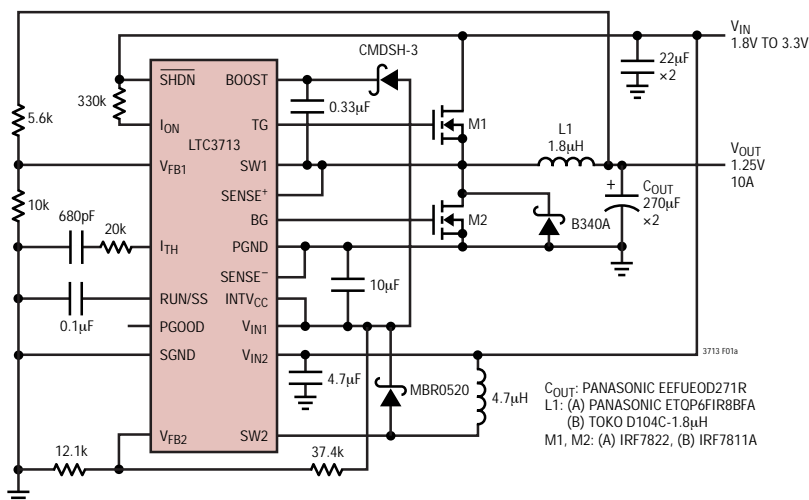 V_IN
1.8V TO 3.3V
CMDSH-3
22µF
×2
SHDN
BOOST
330k
0.33µF
5.6k
I_ON
TG
M1
LTC3713
L1
1.8µH
V_OUT
1.25V
10A
V_FB1
SW1
SENSE+
10k
680pF
20k
BG
M2
B340A
+
C_OUT
270µF
×2
I_TH
PGND
SENSE−
10µF
RUN/SS
INTV_CC
0.1µF
PGOOD
V_IN1
SGND
V_IN2
3713 F01a
4.7µF
MBR0520
4.7µH
V_FB2
SW2
12.1k
37.4k
C_OUT: PANASONIC EEFUEOD271R
L1: (A) PANASONIC ETQP6FIR8BFA
(B) TOKO D104C-1.8µH
M1, M2: (A) IRF7822, (B) IRF7811A